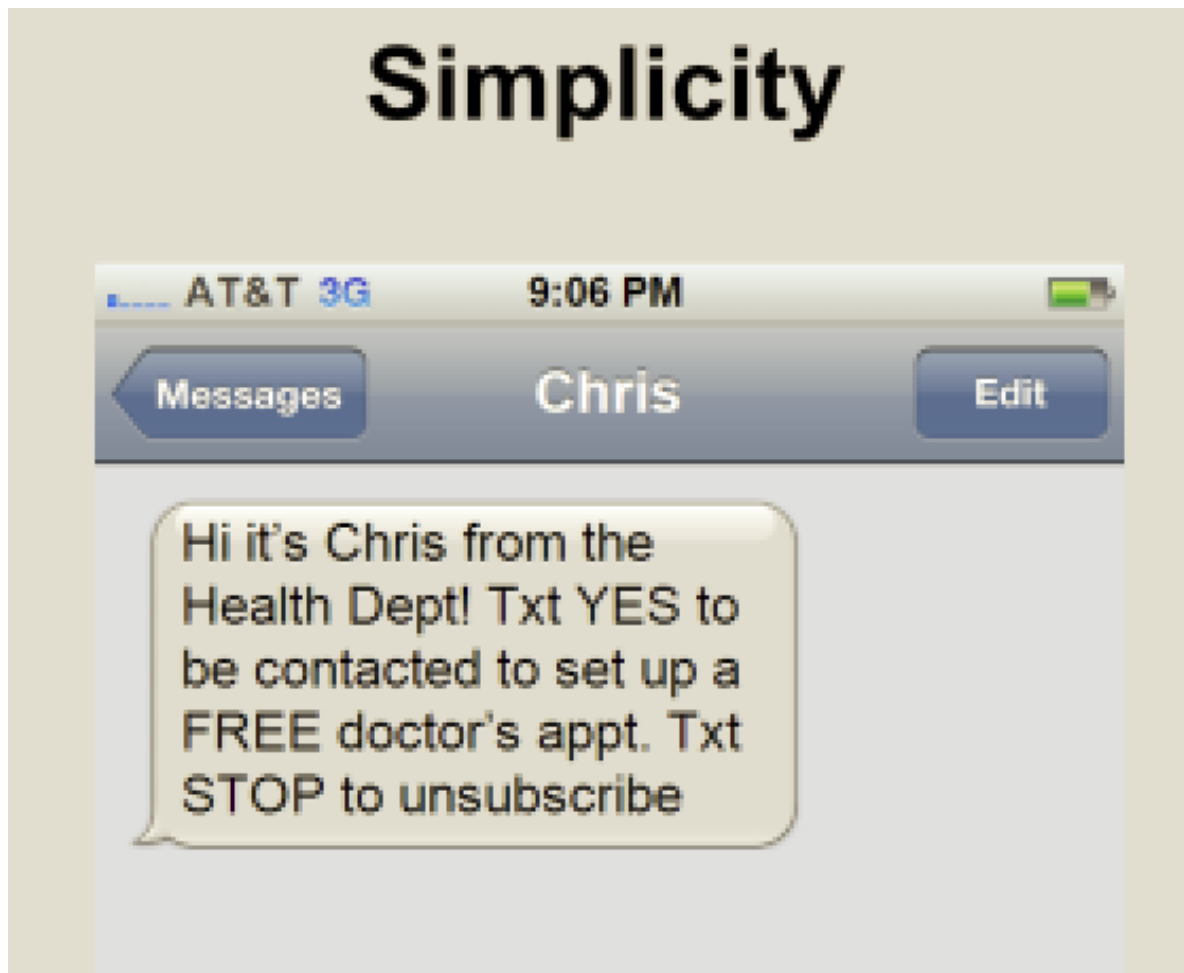 Simplicity
AT&T 3G 9:06 PM
Messages Chris Edit
Hi it’s Chris from the
Health Dept! Txt YES to
be contacted to set up a
FREE doctor’s appt. Txt
STOP to unsubscribe